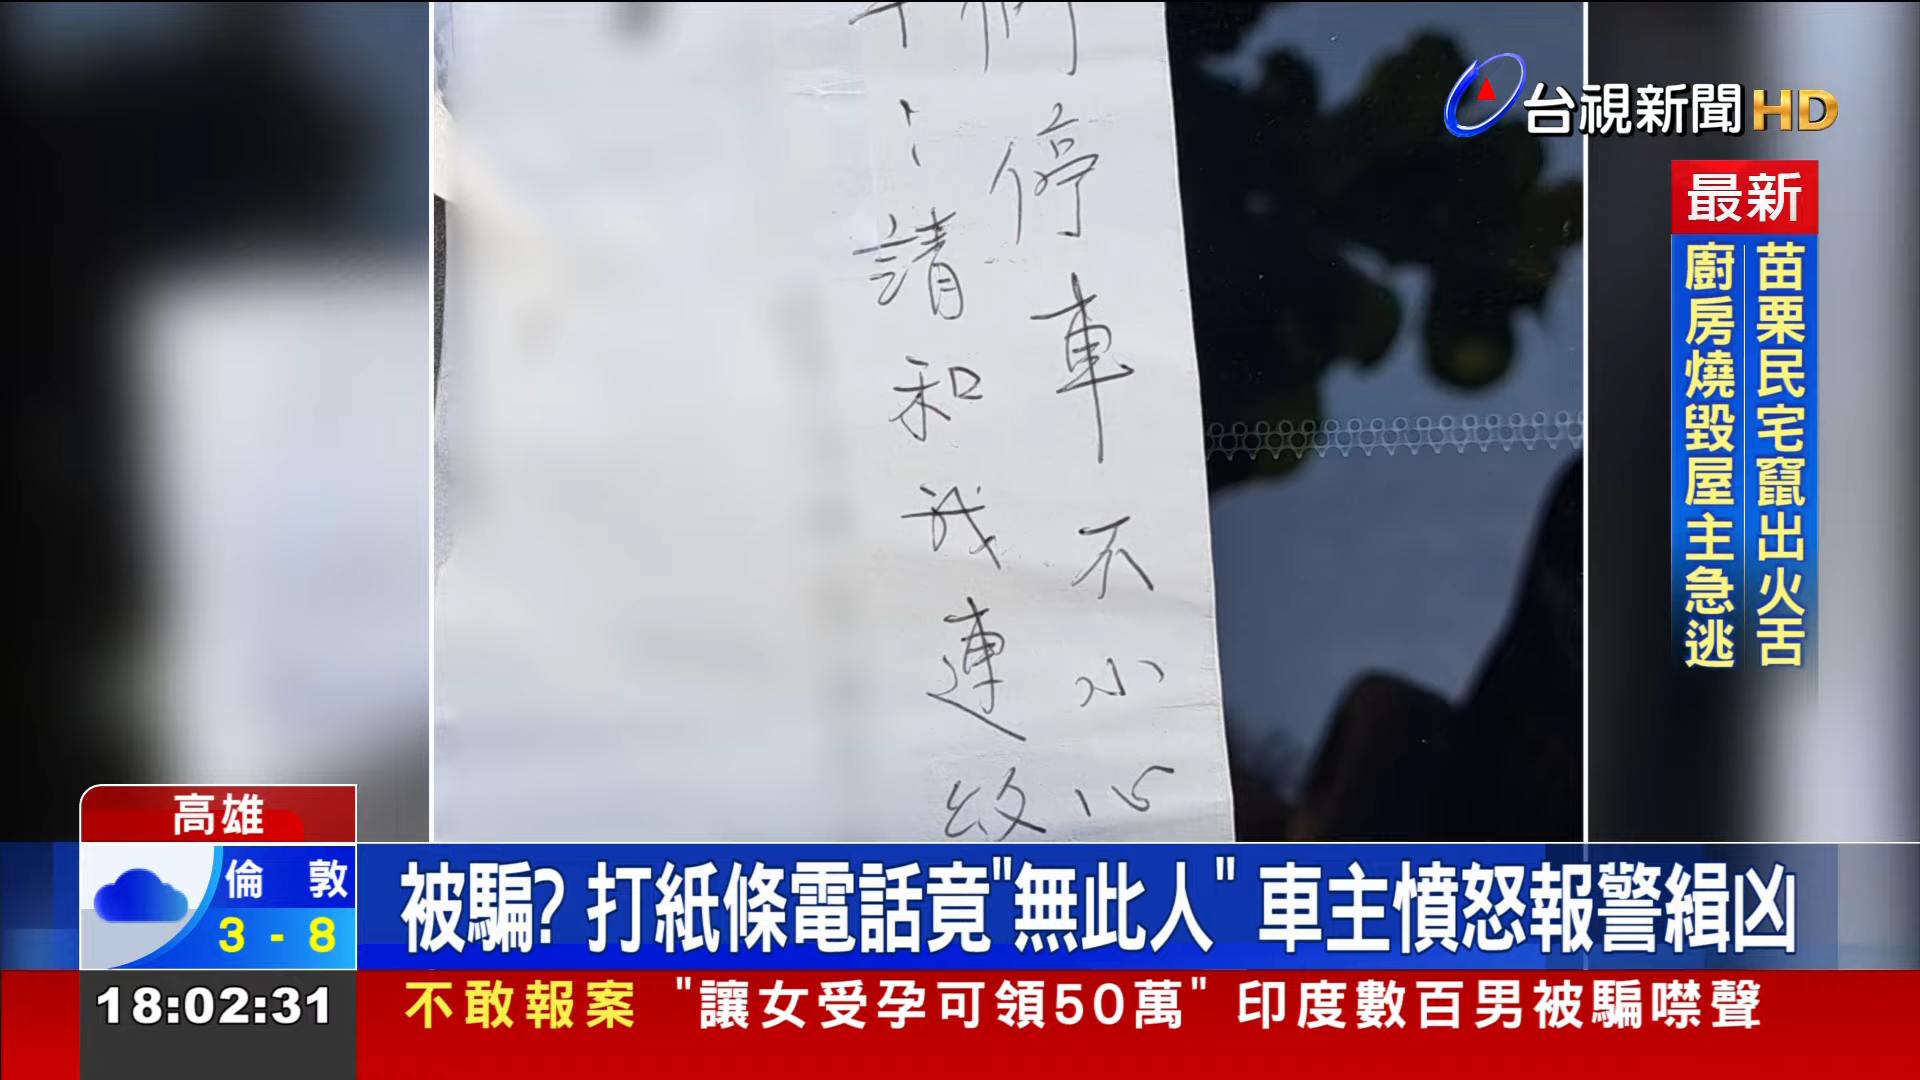 停車不小心
請和我連絞
台視新聞HD
最新
苗栗民宅竄出火舌
廚房燒毀屋主急逃
高雄
倫敦
3 - 8
被騙? 打紙條電話竟"無此人" 車主憤怒報警緝凶
18:02:31
不敢報案 "讓女受孕可領50萬" 印度數百男被騙噤聲